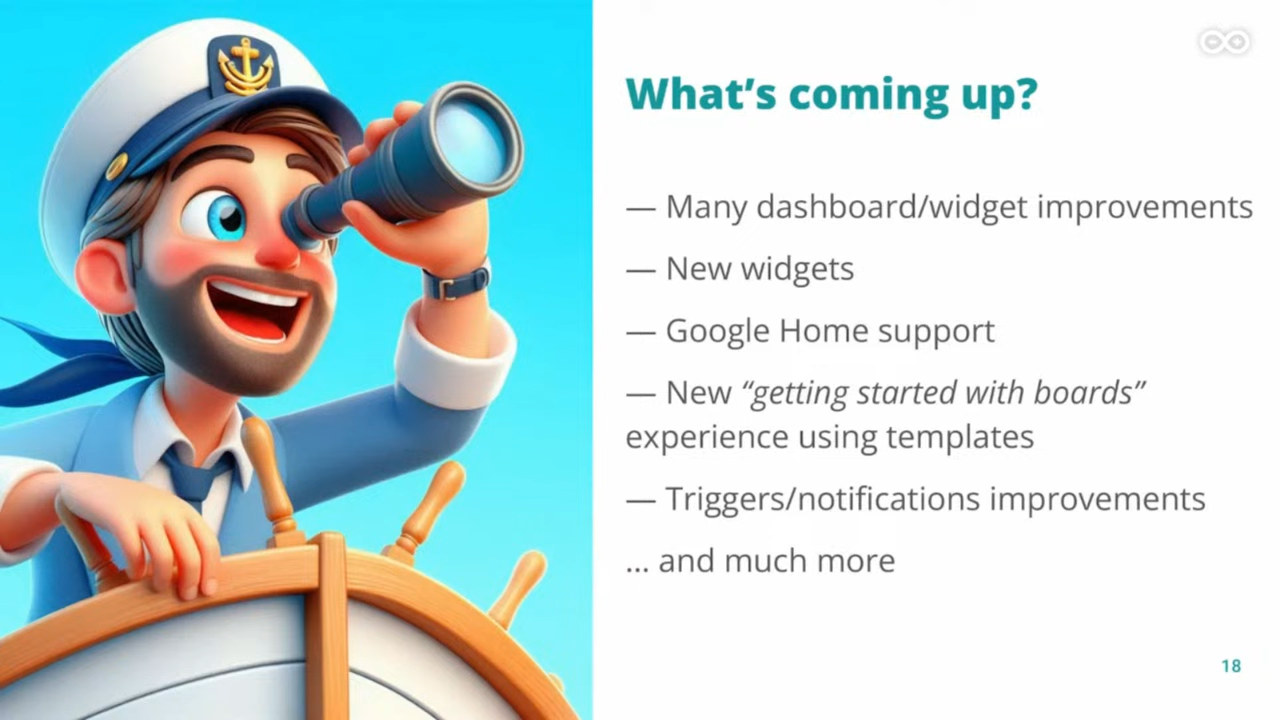 What’s coming up?
— Many dashboard/widget improvements
— New widgets
— Google Home support
— New “getting started with boards”
experience using templates
— Triggers/notifications improvements
... and much more
18